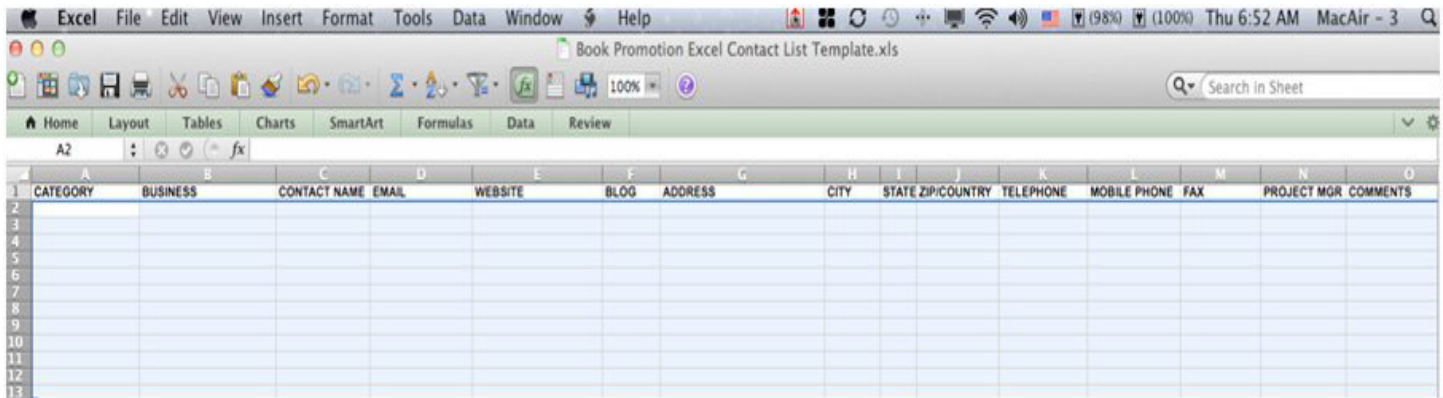 Excel File Edit View Insert Format Tools Data Window Help (98%) (100%) Thu 6:52 AM MacAir - 3
Book Promotion Excel Contact List Template.xls
100% Search in Sheet
Home Layout Tables Charts SmartArt Formulas Data Review
A2 fx
A B C D E F G H I J K L M N O
1 CATEGORY BUSINESS CONTACT NAME EMAIL WEBSITE BLOG ADDRESS CITY STATE ZIP/COUNTRY TELEPHONE MOBILE PHONE FAX PROJECT MGR COMMENTS
2
3
4
5
6
7
8
9
10
11
12
13